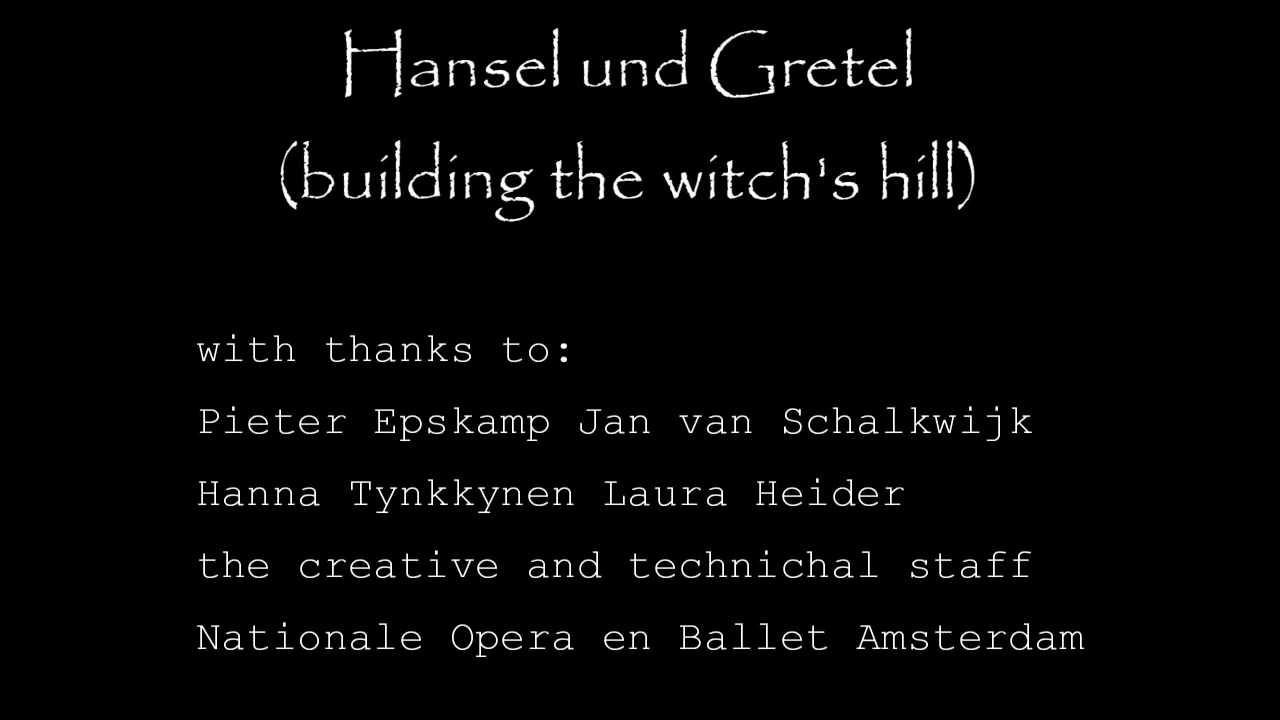 Hansel und Gretel
(building the witch's hill)
with thanks to:
Pieter Epskamp Jan van Schalkwijk
Hanna Tynkkynen Laura Heider
the creative and technichal staff
Nationale Opera en Ballet Amsterdam